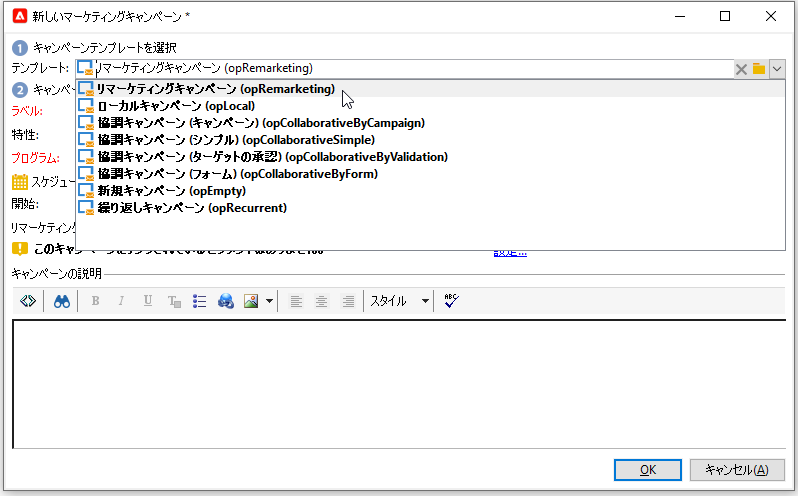 新しいマーケティングキャンペーン *
1 キャンペーンテンプレートを選択
テンプレート: リマーケティングキャンペーン (opRemarketing)
リマーケティングキャンペーン (opRemarketing)
ローカルキャンペーン (opLocal)
協調キャンペーン (キャンペーン) (opCollaborativeByCampaign)
協調キャンペーン (シンプル) (opCollaborativeSimple)
協調キャンペーン (ターゲットの承認) (opCollaborativeByValidation)
協調キャンペーン (フォーム) (opCollaborativeByForm)
新規キャンペーン (opEmpty)
繰り返しキャンペーン (opRecurrent)
2 キャンペー
ラベル:
特性:
プログラム:
スケジュー
開始:
リマーケティング
設定...
キャンペーンの説明
B I U T スタイル ABC
OK キャンセル(A)